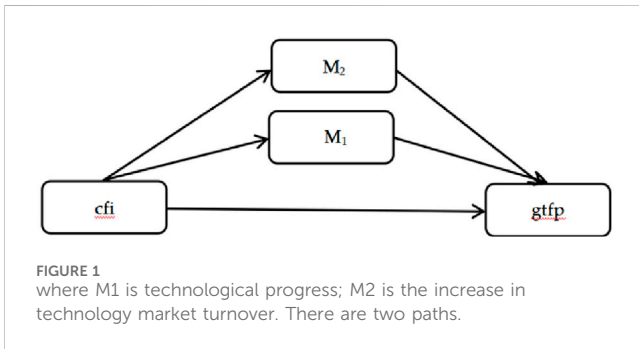 M₂
M₁
cfi
gtfp
FIGURE 1
where M1 is technological progress; M2 is the increase in
technology market turnover. There are two paths.